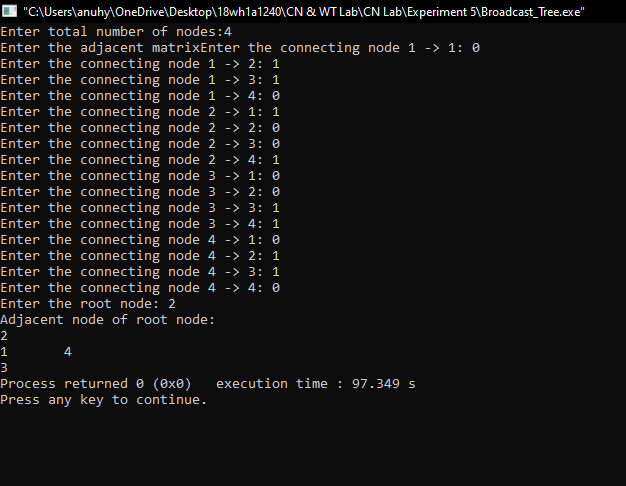 "C:\Users\anuhy\OneDrive\Desktop\18wh1a1240\CN & WT Lab\CN Lab\Experiment 5\Broadcast_Tree.exe"
Enter total number of nodes:4
Enter the adjacent matrixEnter the connecting node 1 -> 1: 0
Enter the connecting node 1 -> 2: 1
Enter the connecting node 1 -> 3: 1
Enter the connecting node 1 -> 4: 0
Enter the connecting node 2 -> 1: 1
Enter the connecting node 2 -> 2: 0
Enter the connecting node 2 -> 3: 0
Enter the connecting node 2 -> 4: 1
Enter the connecting node 3 -> 1: 0
Enter the connecting node 3 -> 2: 0
Enter the connecting node 3 -> 3: 1
Enter the connecting node 3 -> 4: 1
Enter the connecting node 4 -> 1: 0
Enter the connecting node 4 -> 2: 1
Enter the connecting node 4 -> 3: 1
Enter the connecting node 4 -> 4: 0
Enter the root node: 2
Adjacent node of root node:
2
1       4
3
Process returned 0 (0x0)   execution time : 97.349 s
Press any key to continue.